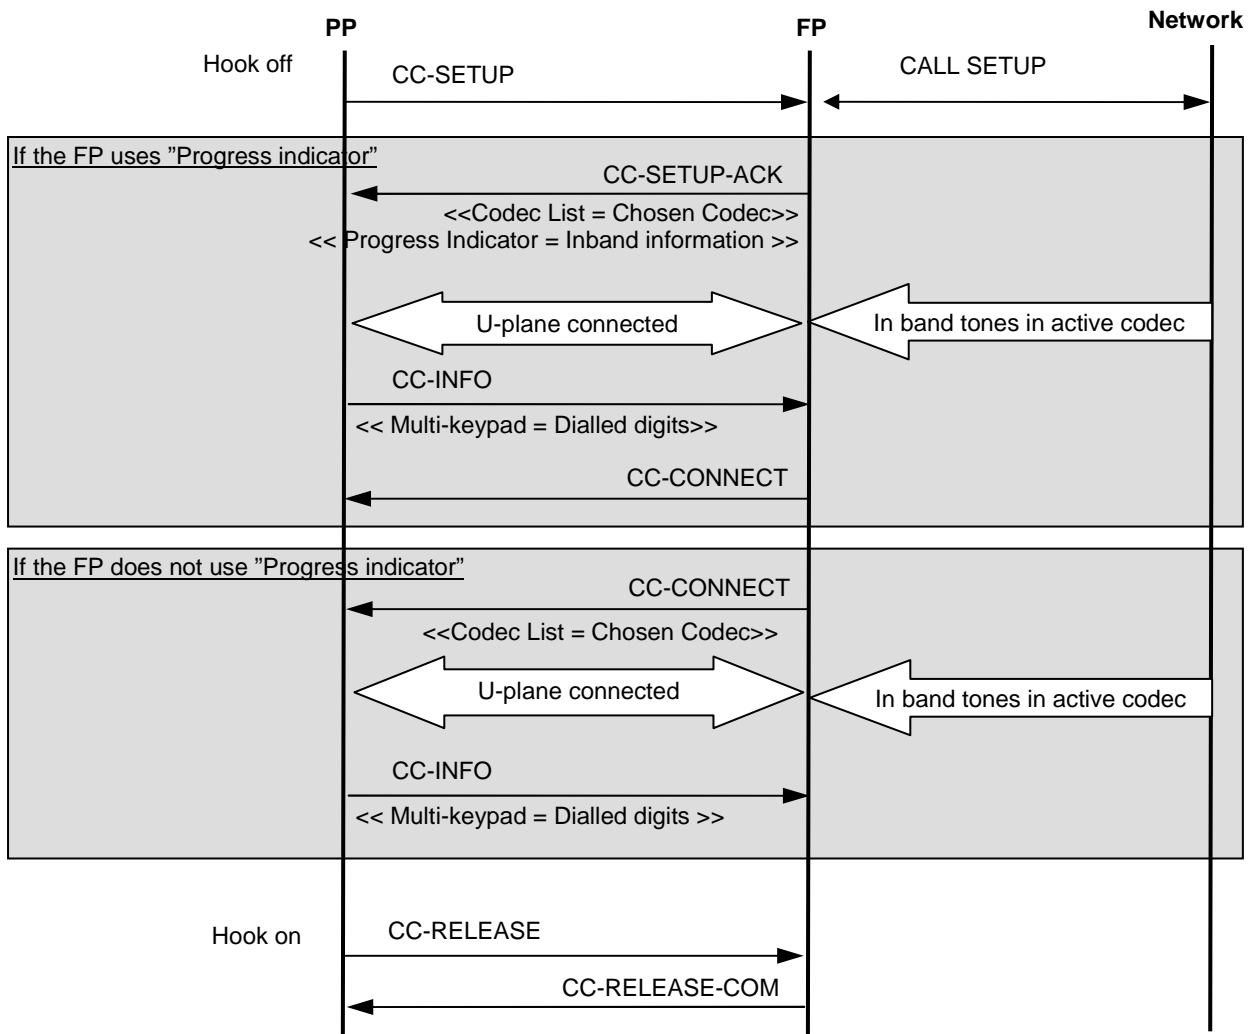 PP
FP
Network
Hook off
CC-SETUP
CALL SETUP
If the FP uses ”Progress indicator”
CC-SETUP-ACK
<<Codec List = Chosen Codec>>
<< Progress Indicator = Inband information >>
U-plane connected
In band tones in active codec
CC-INFO
<< Multi-keypad = Dialled digits>>
CC-CONNECT
If the FP does not use ”Progress indicator”
CC-CONNECT
<<Codec List = Chosen Codec>>
U-plane connected
In band tones in active codec
CC-INFO
<< Multi-keypad = Dialled digits >>
Hook on
CC-RELEASE
CC-RELEASE-COM